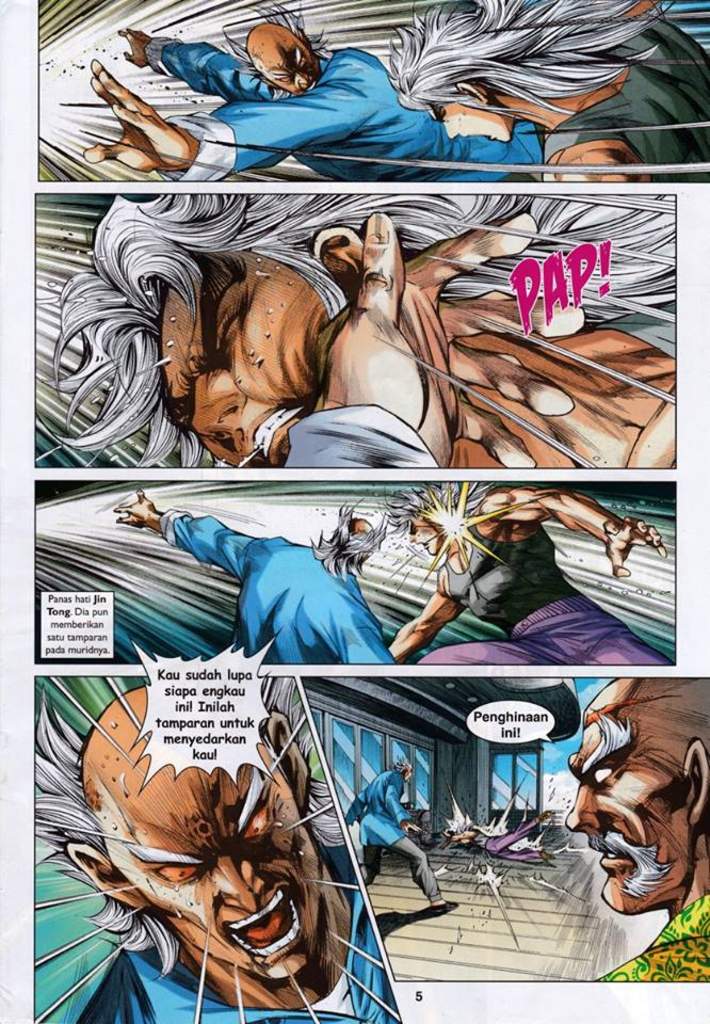 PAP!
Panas hati Jin
Tong. Dia pun
memberikan
satu tamparan
pada muridnya.
Kau sudah lupa
siapa engkau
ini! Inilah
tamparan untuk
menyedarkan
kau!
Penghinaan
ini!
5